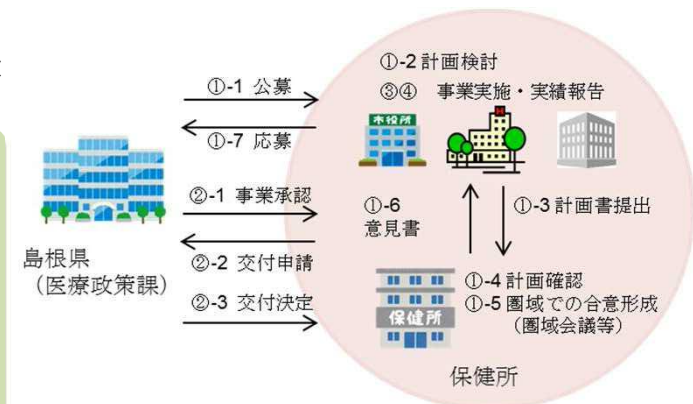 ①-1 公募
①-7 応募
②-1 事業承認
②-2 交付申請
②-3 交付決定
島根県
（医療政策課）
①-2 計画検討
③④ 事業実施・実績報告
市役所
①-6
意見書
①-3 計画書提出
①-4 計画確認
①-5 圏域での合意形成
（圏域会議等）
保健所
保健所